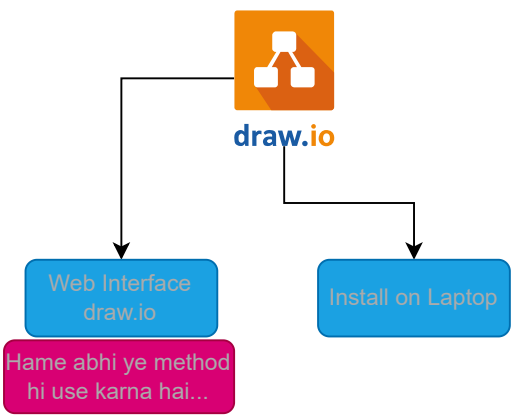 draw.io
Web Interface
draw.io
Install on Laptop
Hame abhi ye method
hi use karna hai...